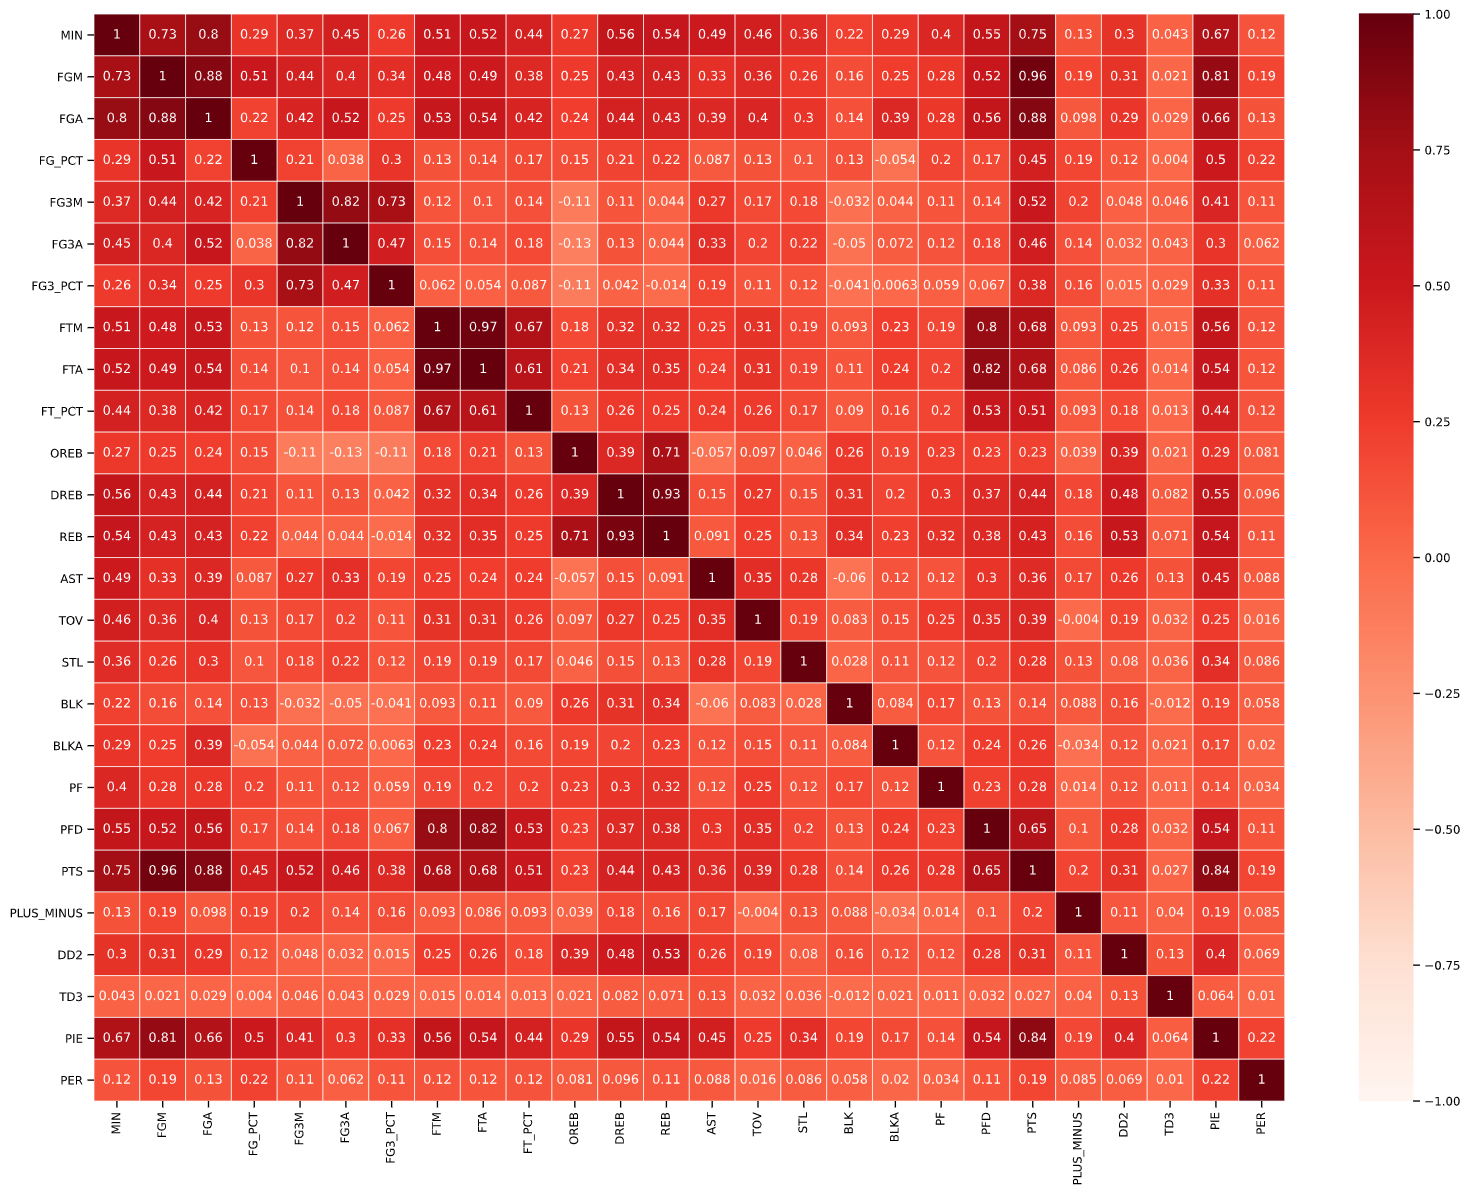 MIN 1 0.73 0.8 0.29 0.37 0.45 0.26 0.51 0.52 0.44 0.27 0.56 0.54 0.49 0.46 0.36 0.22 0.29 0.4 0.55 0.75 0.13 0.3 0.043 0.67 0.12
FGM 0.73 1 0.88 0.51 0.44 0.4 0.34 0.48 0.49 0.38 0.25 0.43 0.43 0.33 0.36 0.26 0.16 0.25 0.28 0.52 0.96 0.19 0.31 0.021 0.81 0.19
FGA 0.8 0.88 1 0.22 0.42 0.52 0.25 0.53 0.54 0.42 0.24 0.44 0.43 0.39 0.4 0.3 0.14 0.39 0.28 0.56 0.88 0.098 0.29 0.029 0.66 0.13
FG_PCT 0.29 0.51 0.22 1 0.21 0.038 0.3 0.13 0.14 0.17 0.15 0.21 0.22 0.087 0.13 0.1 0.13 -0.054 0.2 0.17 0.45 0.19 0.12 0.004 0.5 0.22
FG3M 0.37 0.44 0.42 0.21 1 0.82 0.73 0.12 0.1 0.14 -0.11 0.11 0.044 0.27 0.17 0.18 -0.032 0.044 0.11 0.14 0.52 0.2 0.048 0.046 0.41 0.11
FG3A 0.45 0.4 0.52 0.038 0.82 1 0.47 0.15 0.14 0.18 -0.13 0.13 0.044 0.33 0.2 0.22 -0.05 0.072 0.12 0.18 0.46 0.14 0.032 0.043 0.3 0.062
FG3_PCT 0.26 0.34 0.25 0.3 0.73 0.47 1 0.062 0.054 0.087 -0.11 0.042 -0.014 0.19 0.11 0.12 -0.041 0.0063 0.059 0.067 0.38 0.16 0.015 0.029 0.33 0.11
FTM 0.51 0.48 0.53 0.13 0.12 0.15 0.062 1 0.97 0.67 0.18 0.32 0.32 0.25 0.31 0.19 0.093 0.23 0.19 0.8 0.68 0.093 0.25 0.015 0.56 0.12
FTA 0.52 0.49 0.54 0.14 0.1 0.14 0.054 0.97 1 0.61 0.21 0.34 0.35 0.24 0.31 0.19 0.11 0.24 0.2 0.82 0.68 0.086 0.26 0.014 0.54 0.12
FT_PCT 0.44 0.38 0.42 0.17 0.14 0.18 0.087 0.67 0.61 1 0.13 0.26 0.25 0.24 0.26 0.17 0.09 0.16 0.2 0.53 0.51 0.093 0.18 0.013 0.44 0.12
OREB 0.27 0.25 0.24 0.15 -0.11 -0.13 -0.11 0.18 0.21 0.13 1 0.39 0.71 -0.057 0.097 0.046 0.26 0.19 0.23 0.23 0.23 0.039 0.39 0.021 0.29 0.081
DREB 0.56 0.43 0.44 0.21 0.11 0.13 0.042 0.32 0.34 0.26 0.39 1 0.93 0.15 0.27 0.15 0.31 0.2 0.3 0.37 0.44 0.18 0.48 0.082 0.55 0.096
REB 0.54 0.43 0.43 0.22 0.044 0.044 -0.014 0.32 0.35 0.25 0.71 0.93 1 0.091 0.25 0.13 0.34 0.23 0.32 0.38 0.43 0.16 0.53 0.071 0.54 0.11
AST 0.49 0.33 0.39 0.087 0.27 0.33 0.19 0.25 0.24 0.24 -0.057 0.15 0.091 1 0.35 0.28 -0.06 0.12 0.12 0.3 0.36 0.17 0.26 0.13 0.45 0.088
TOV 0.46 0.36 0.4 0.13 0.17 0.2 0.11 0.31 0.31 0.26 0.097 0.27 0.25 0.35 1 0.19 0.083 0.15 0.25 0.35 0.39 -0.004 0.19 0.032 0.25 0.016
STL 0.36 0.26 0.3 0.1 0.18 0.22 0.12 0.19 0.19 0.17 0.046 0.15 0.13 0.28 0.19 1 0.028 0.11 0.12 0.2 0.28 0.13 0.08 0.036 0.34 0.086
BLK 0.22 0.16 0.14 0.13 -0.032 -0.05 -0.041 0.093 0.11 0.09 0.26 0.31 0.34 -0.06 0.083 0.028 1 0.084 0.17 0.13 0.14 0.088 0.16 -0.012 0.19 0.058
BLKA 0.29 0.25 0.39 -0.054 0.044 0.072 0.0063 0.23 0.24 0.16 0.19 0.2 0.23 0.12 0.15 0.11 0.084 1 0.12 0.24 0.26 -0.034 0.12 0.021 0.17 0.02
PF 0.4 0.28 0.28 0.2 0.11 0.12 0.059 0.19 0.2 0.2 0.23 0.3 0.32 0.12 0.25 0.12 0.17 0.12 1 0.23 0.28 0.014 0.12 0.011 0.14 0.034
PFD 0.55 0.52 0.56 0.17 0.14 0.18 0.067 0.8 0.82 0.53 0.23 0.37 0.38 0.3 0.35 0.2 0.13 0.24 0.23 1 0.65 0.1 0.28 0.032 0.54 0.11
PTS 0.75 0.96 0.88 0.45 0.52 0.46 0.38 0.68 0.68 0.51 0.23 0.44 0.43 0.36 0.39 0.28 0.14 0.26 0.28 0.65 1 0.2 0.31 0.027 0.84 0.19
PLUS_MINUS 0.13 0.19 0.098 0.19 0.2 0.14 0.16 0.093 0.086 0.093 0.039 0.18 0.16 0.17 -0.004 0.13 0.088 -0.034 0.014 0.1 0.2 1 0.11 0.04 0.19 0.085
DD2 0.3 0.31 0.29 0.12 0.048 0.032 0.015 0.25 0.26 0.18 0.39 0.48 0.53 0.26 0.19 0.08 0.16 0.12 0.12 0.28 0.31 0.11 1 0.13 0.4 0.069
TD3 0.043 0.021 0.029 0.004 0.046 0.043 0.029 0.015 0.014 0.013 0.021 0.082 0.071 0.13 0.032 0.036 -0.012 0.021 0.011 0.032 0.027 0.04 0.13 1 0.064 0.01
PIE 0.67 0.81 0.66 0.5 0.41 0.3 0.33 0.56 0.54 0.44 0.29 0.55 0.54 0.45 0.25 0.34 0.19 0.17 0.14 0.54 0.84 0.19 0.4 0.064 1 0.22
PER 0.12 0.19 0.13 0.22 0.11 0.062 0.11 0.12 0.12 0.12 0.081 0.096 0.11 0.088 0.016 0.086 0.058 0.02 0.034 0.11 0.19 0.085 0.069 0.01 0.22 1
MIN FGM FGA FG_PCT FG3M FG3A FG3_PCT FTM FTA FT_PCT OREB DREB REB AST TOV STL BLK BLKA PF PFD PTS PLUS_MINUS DD2 TD3 PIE PER
1.00
0.75
0.50
0.25
0.00
−0.25
−0.50
−0.75
−1.00